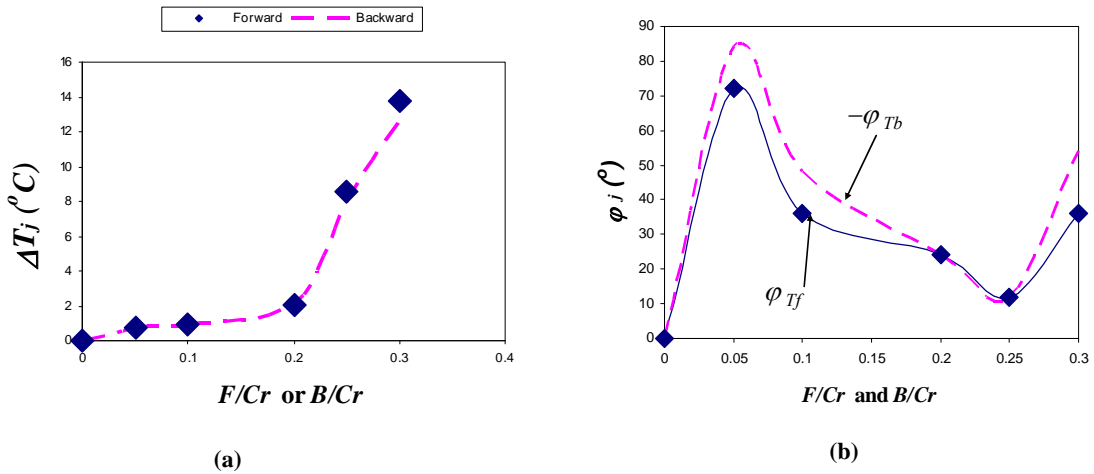 Forward Backward
16
14
12
10
8
6
4
2
0
0 0.1 0.2 0.3 0.4
ΔTj (°C)
F/Cr or B/Cr
(a)
90
80
70
60
50
40
30
20
10
0
0 0.05 0.1 0.15 0.2 0.25 0.3
φj (°)
−φTb
φTf
F/Cr and B/Cr
(b)